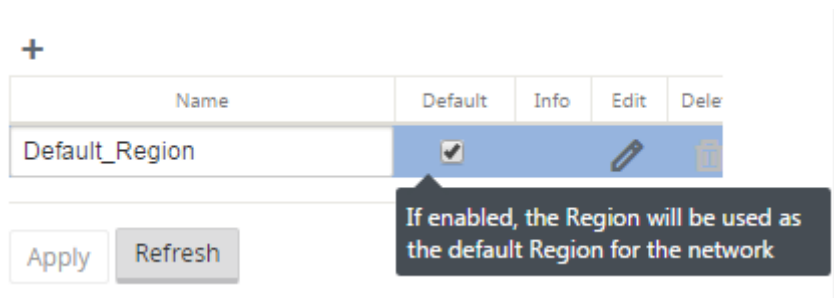 +
Name Default Info Edit Dele
Default_Region
If enabled, the Region will be used as
the default Region for the network
Apply Refresh